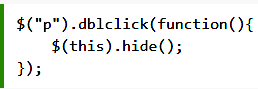 $("p").dblclick(function(){
    $(this).hide();
});